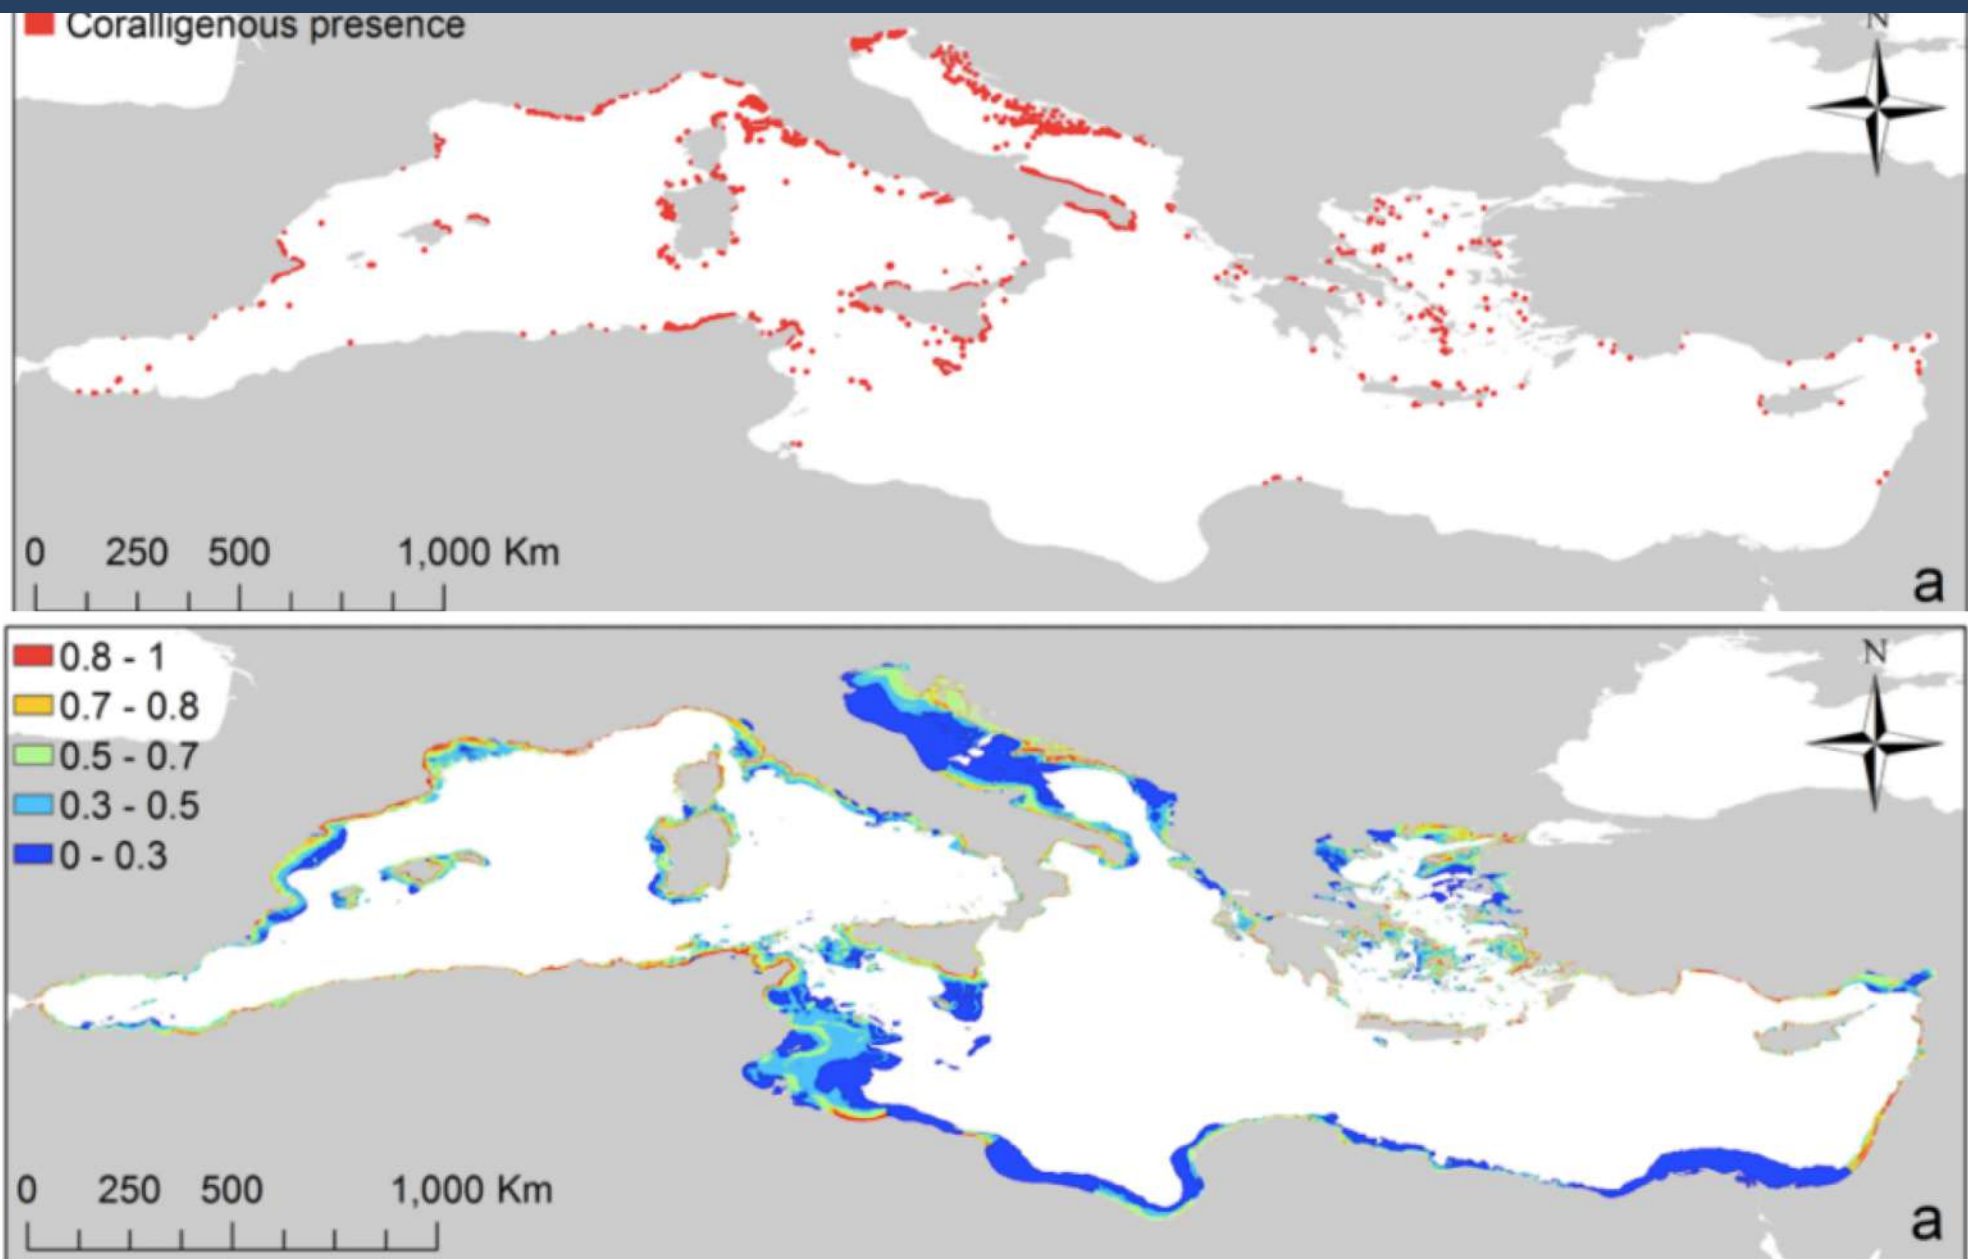 Coralligenous presence
N
0 250 500 1,000 Km
a
0.8 - 1
0.7 - 0.8
0.5 - 0.7
0.3 - 0.5
0 - 0.3
N
0 250 500 1,000 Km
a